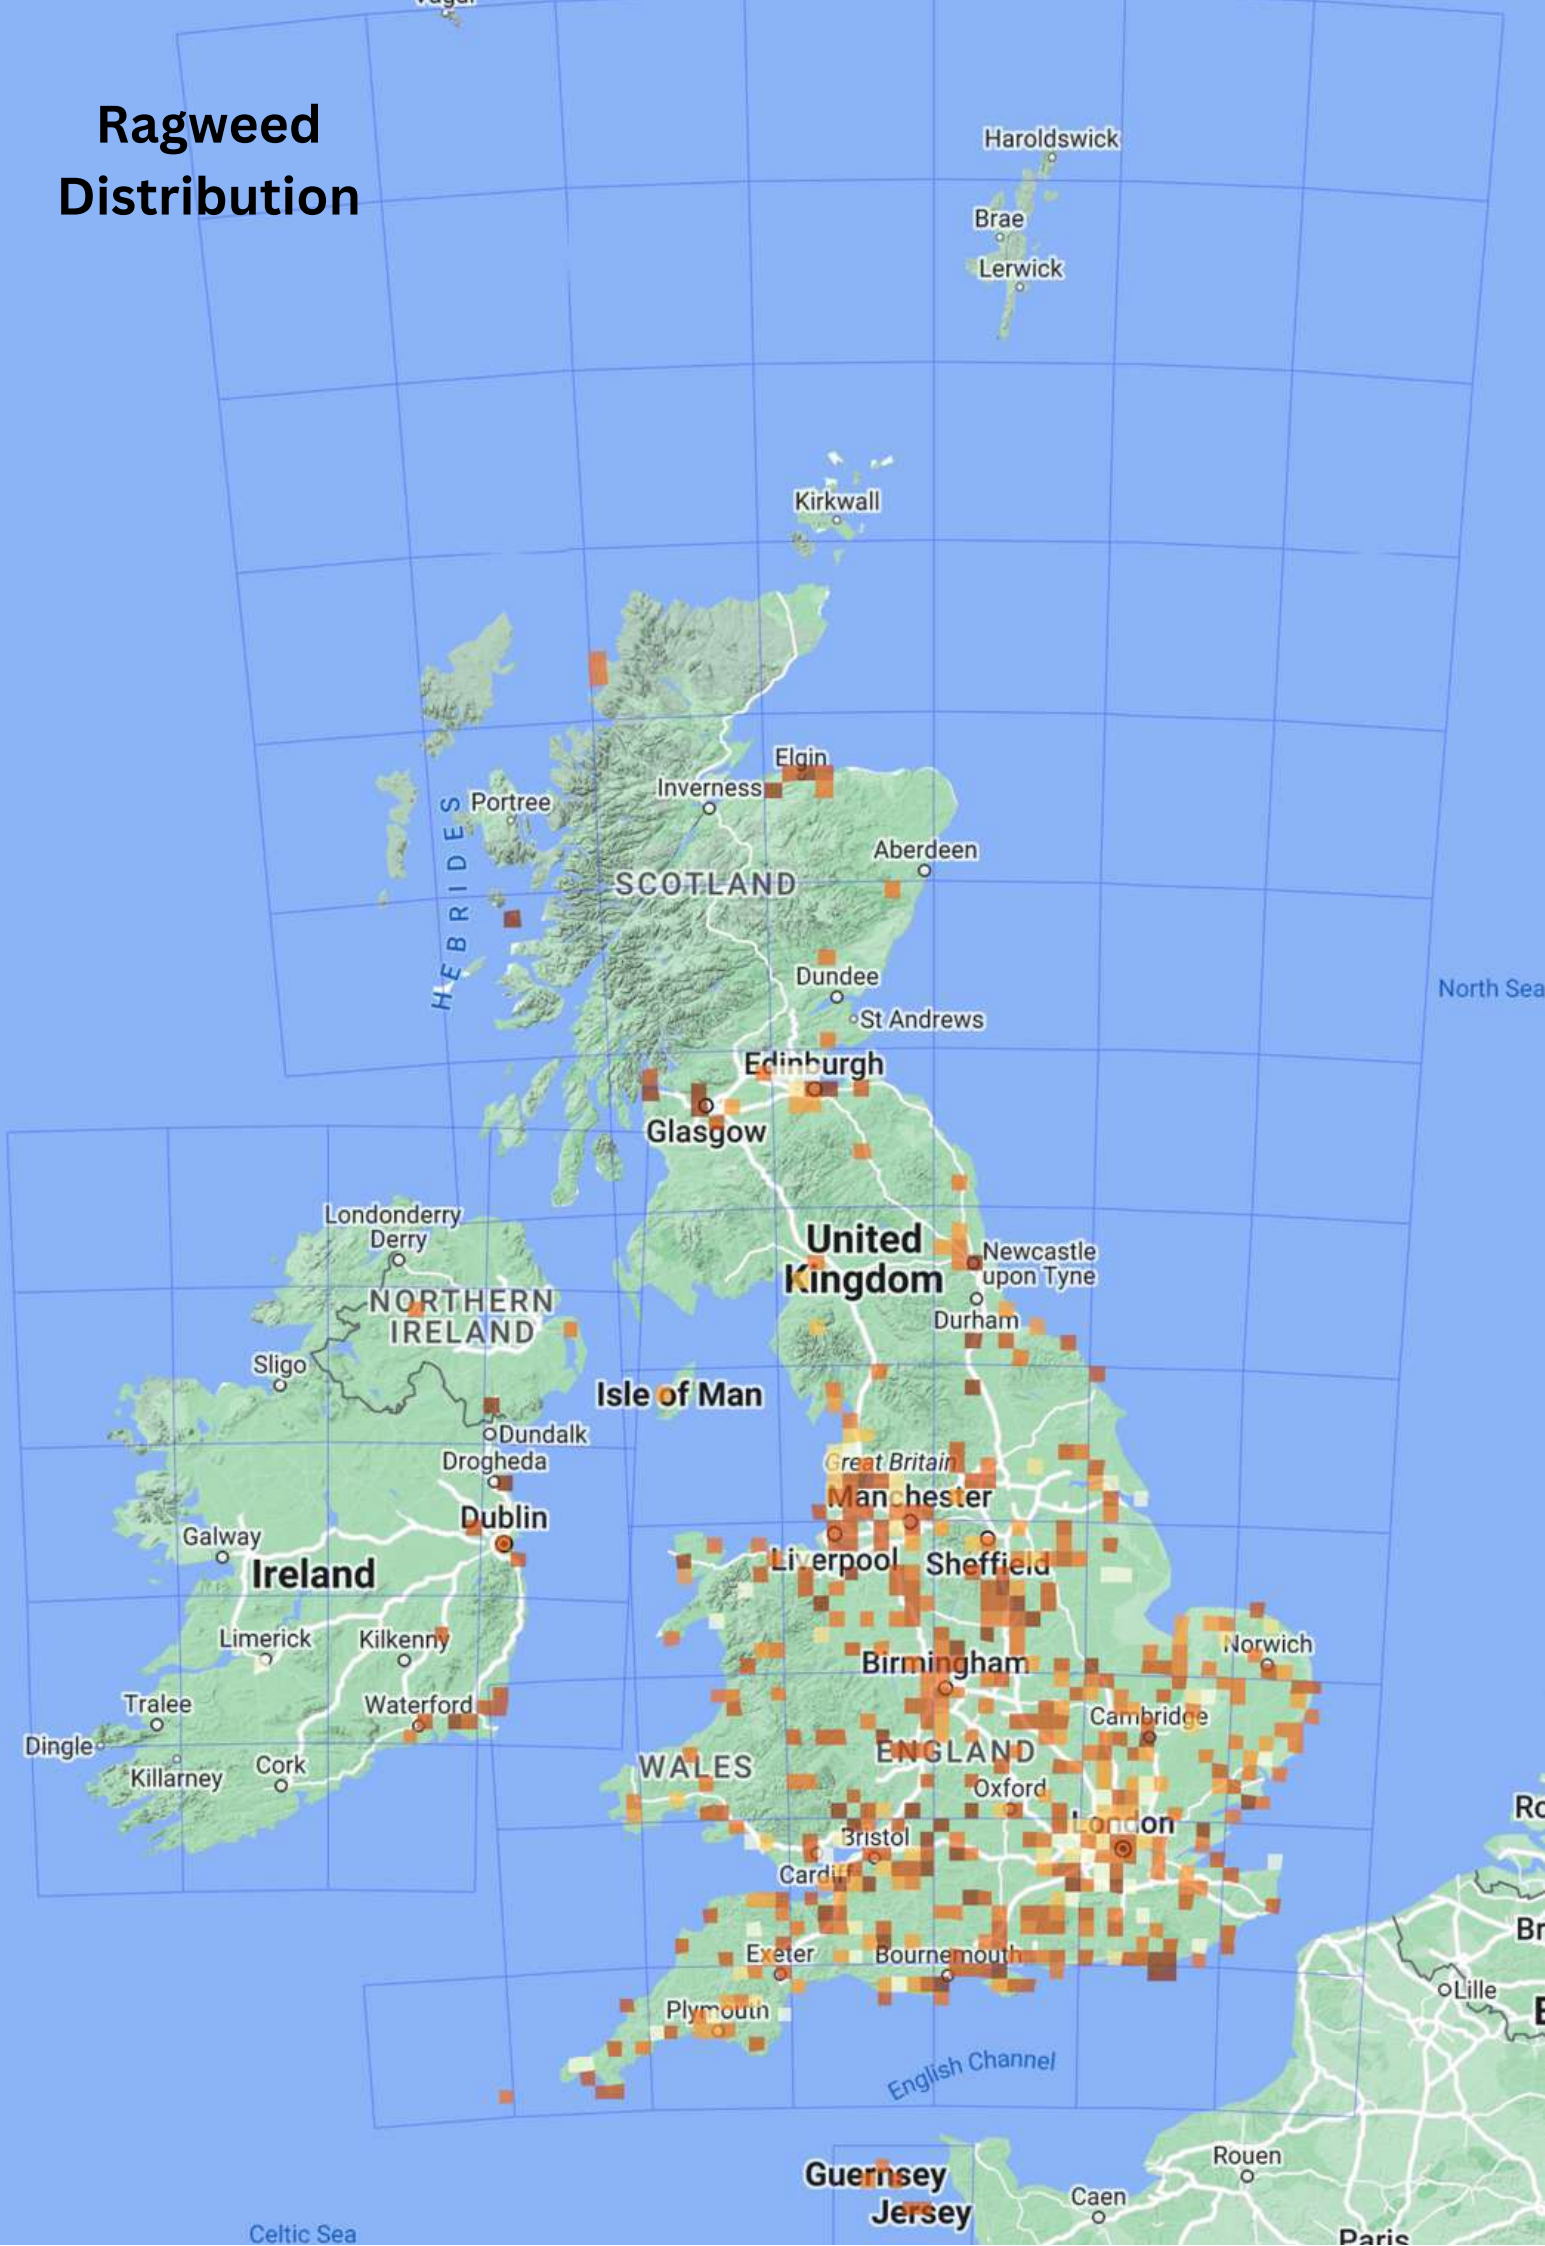 Ragweed
Distribution
Haroldswick
Brae
Lerwick
Kirkwall
Elgin
Inverness
Portree
HEBRIDES
Aberdeen
SCOTLAND
Dundee
North Sea
St Andrews
Edinburgh
Glasgow
Londonderry
Derry
United
Kingdom
Newcastle
upon Tyne
NORTHERN
IRELAND
Durham
Sligo
Isle of Man
Dundalk
Drogheda
Great Britain
Manchester
Dublin
Galway
Ireland
Liverpool
Sheffield
Limerick
Kilkenny
Norwich
Birmingham
Tralee
Waterford
Cambridge
Dingle
ENGLAND
WALES
Cork
Killarney
Oxford
Ro
London
Bristol
Cardiff
Br
Exeter
Bournemouth
Lille
Plymouth
English Channel
Rouen
Guernsey
Caen
Jersey
Celtic Sea
Paris